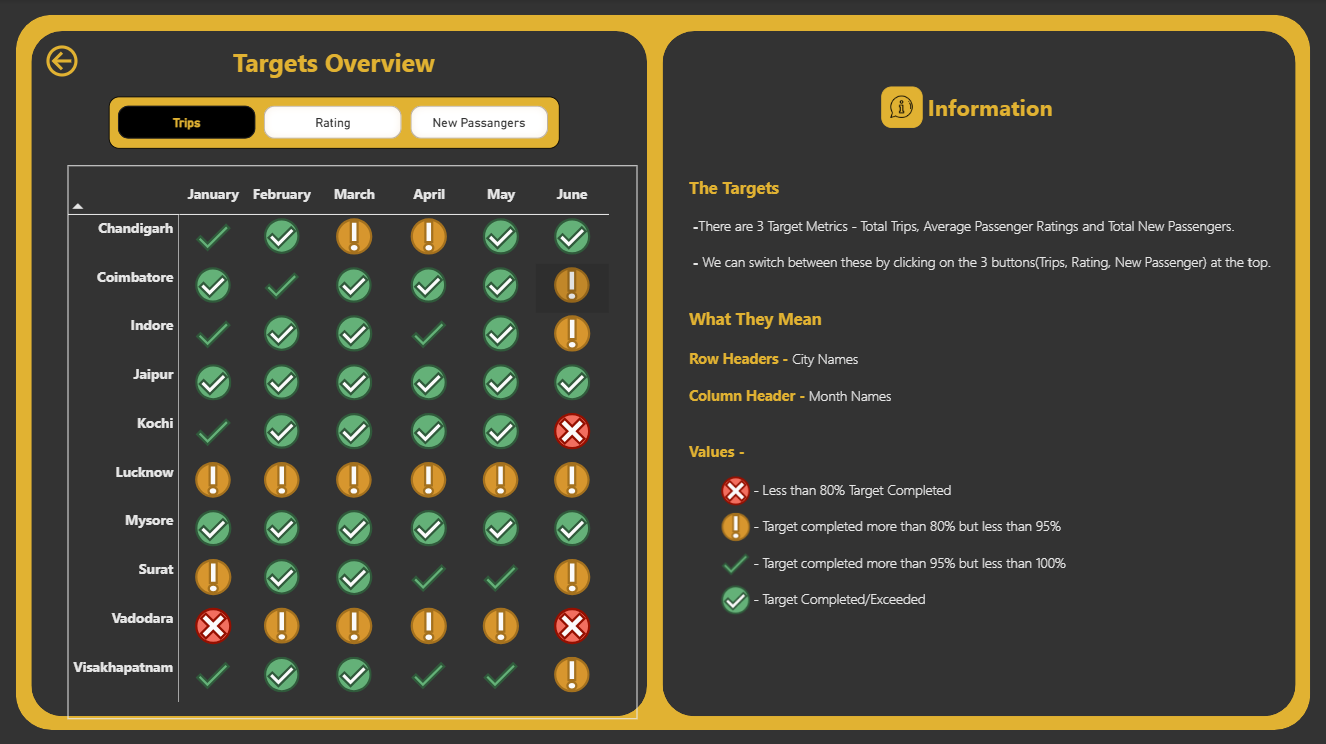 Targets Overview
Trips
Rating
New Passangers
January February March April May June
Chandigarh
Coimbatore
Indore
Jaipur
Kochi
Lucknow
Mysore
Surat
Vadodara
Visakhapatnam
Information
The Targets
-There are 3 Target Metrics - Total Trips, Average Passenger Ratings and Total New Passengers.
- We can switch between these by clicking on the 3 buttons(Trips, Rating, New Passenger) at the top.
What They Mean
Row Headers - City Names
Column Header - Month Names
Values -
- Less than 80% Target Completed
- Target completed more than 80% but less than 95%
- Target completed more than 95% but less than 100%
- Target Completed/Exceeded